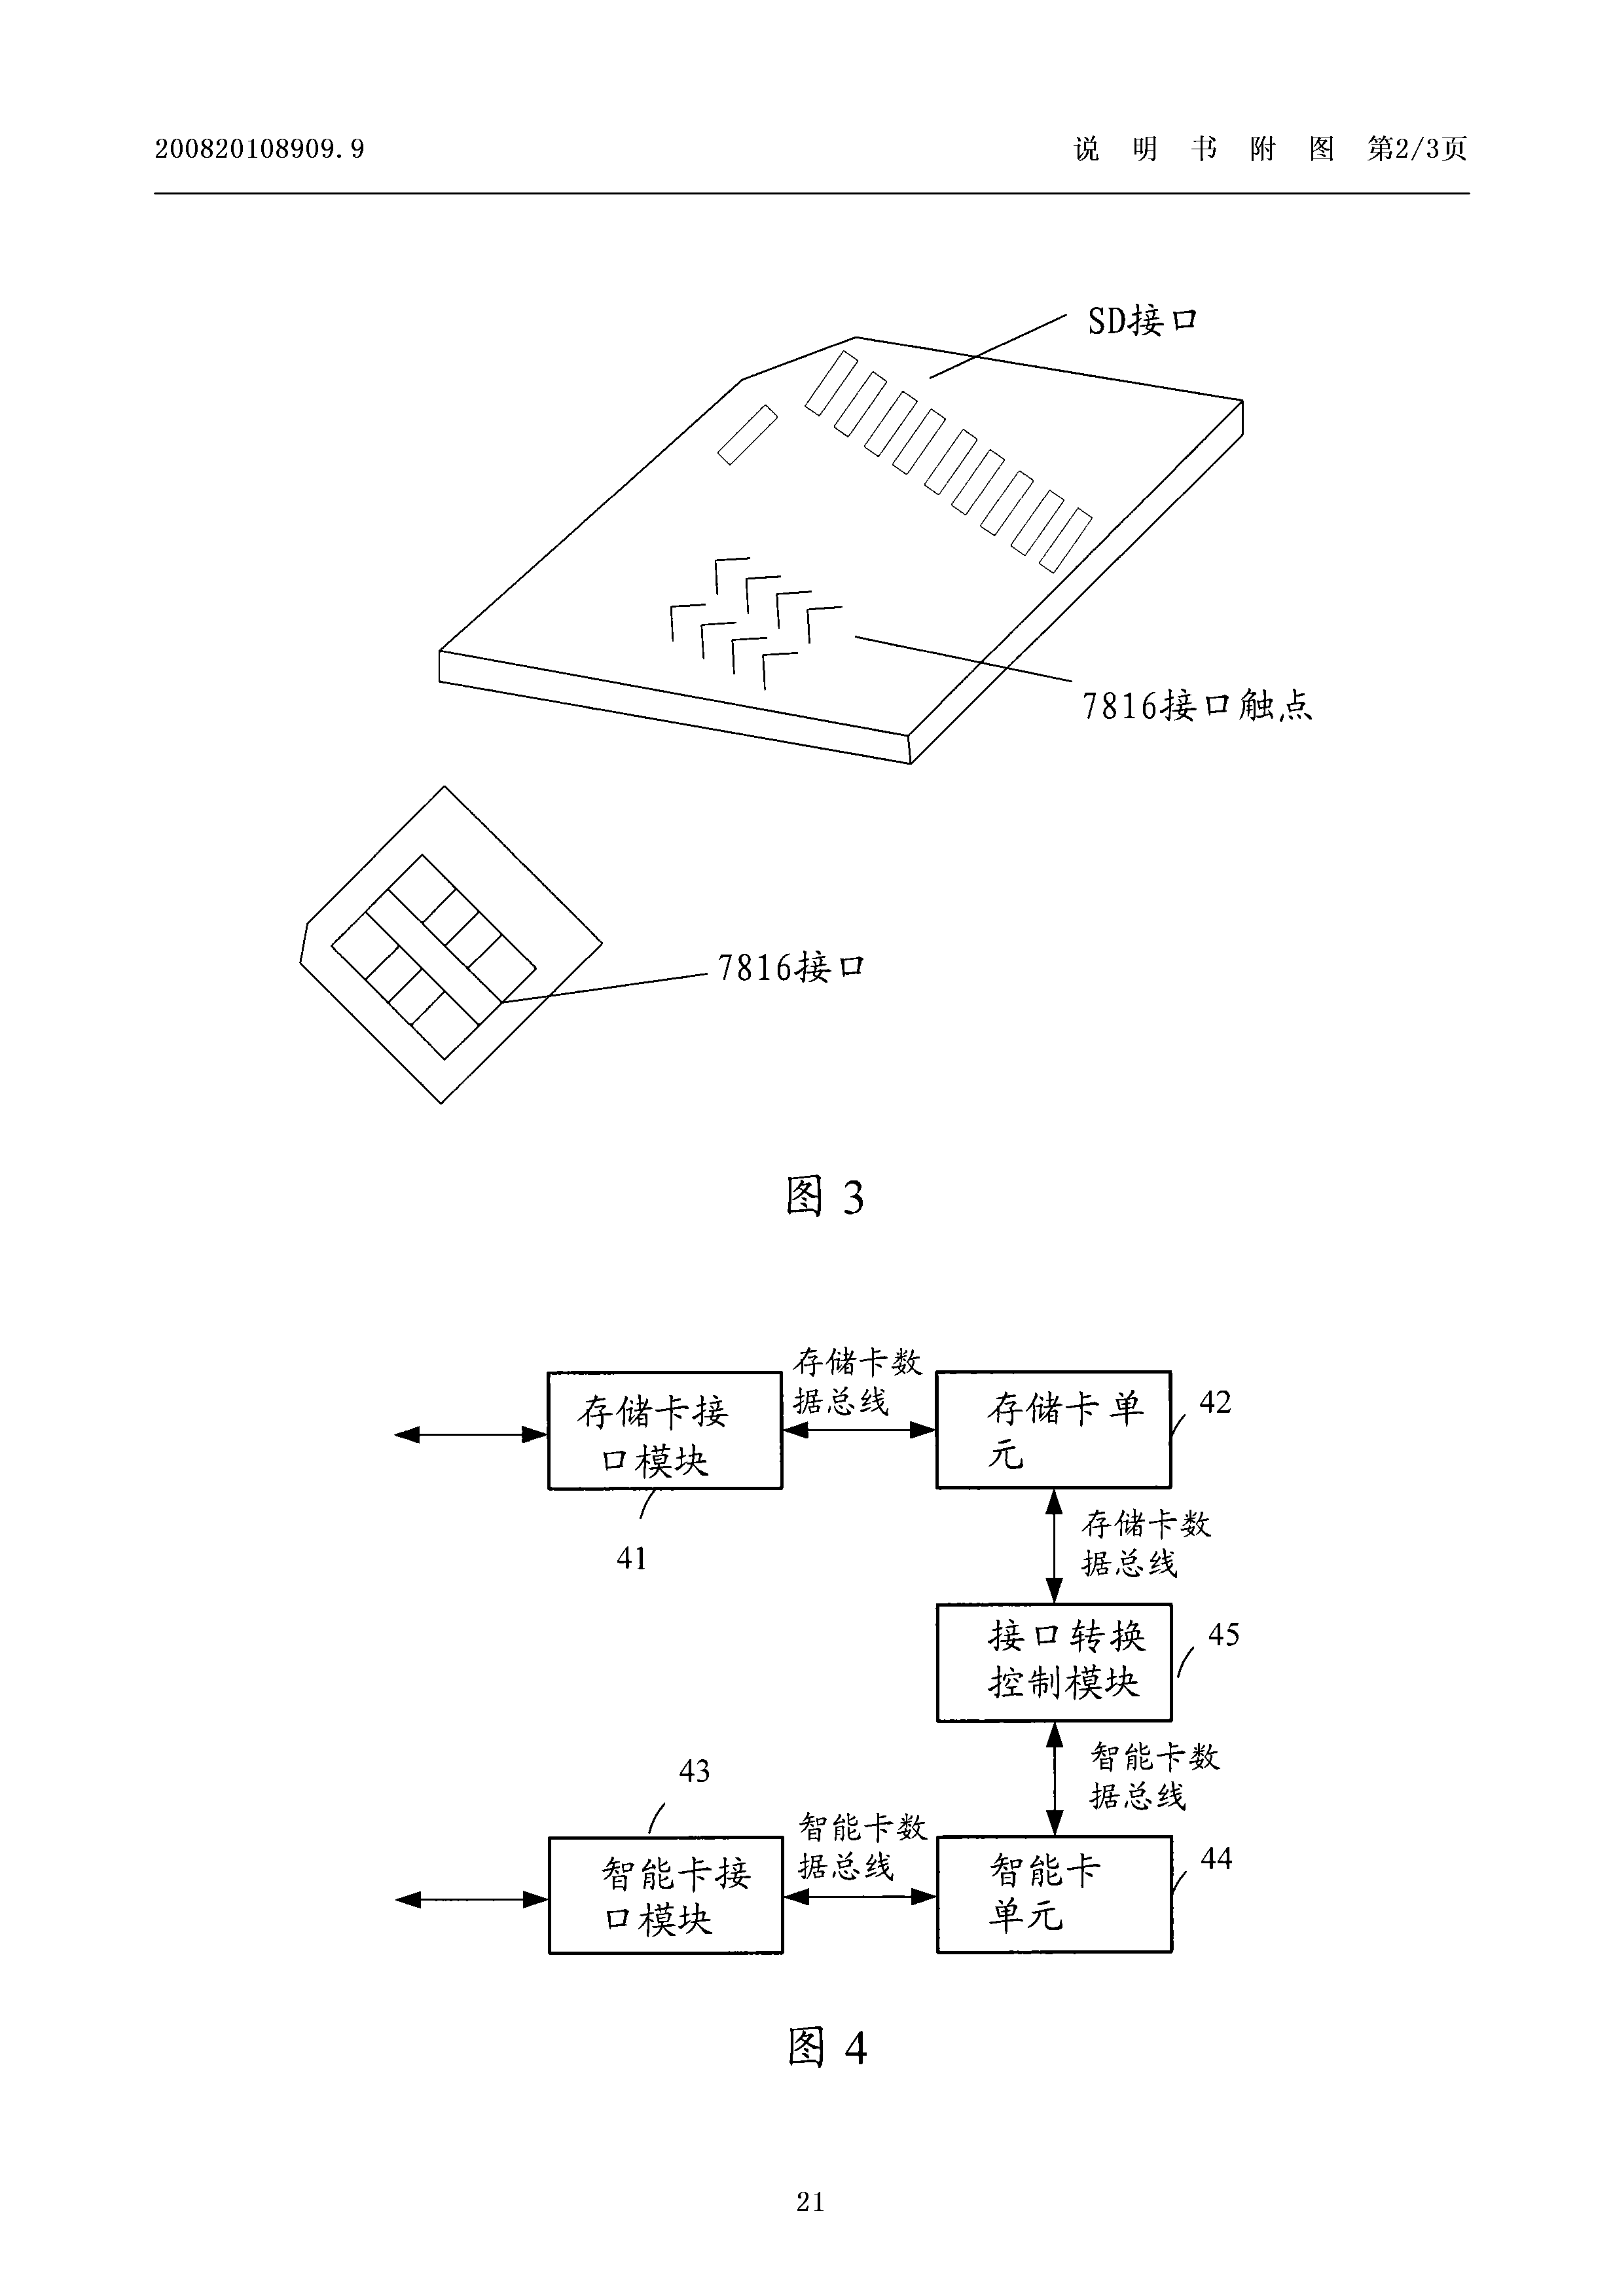 200820108909.9
说 明 书 附 图 第2/3页
SD接口
7816接口触点
7816接口
图 3
存储卡接
口模块
41
存储卡数
据总线
存储卡单
元
42
存储卡数
据总线
接口转换
控制模块
45
智能卡数
据总线
43
智能卡接
口模块
智能卡数
据总线
智能卡
单元
44
图 4
21